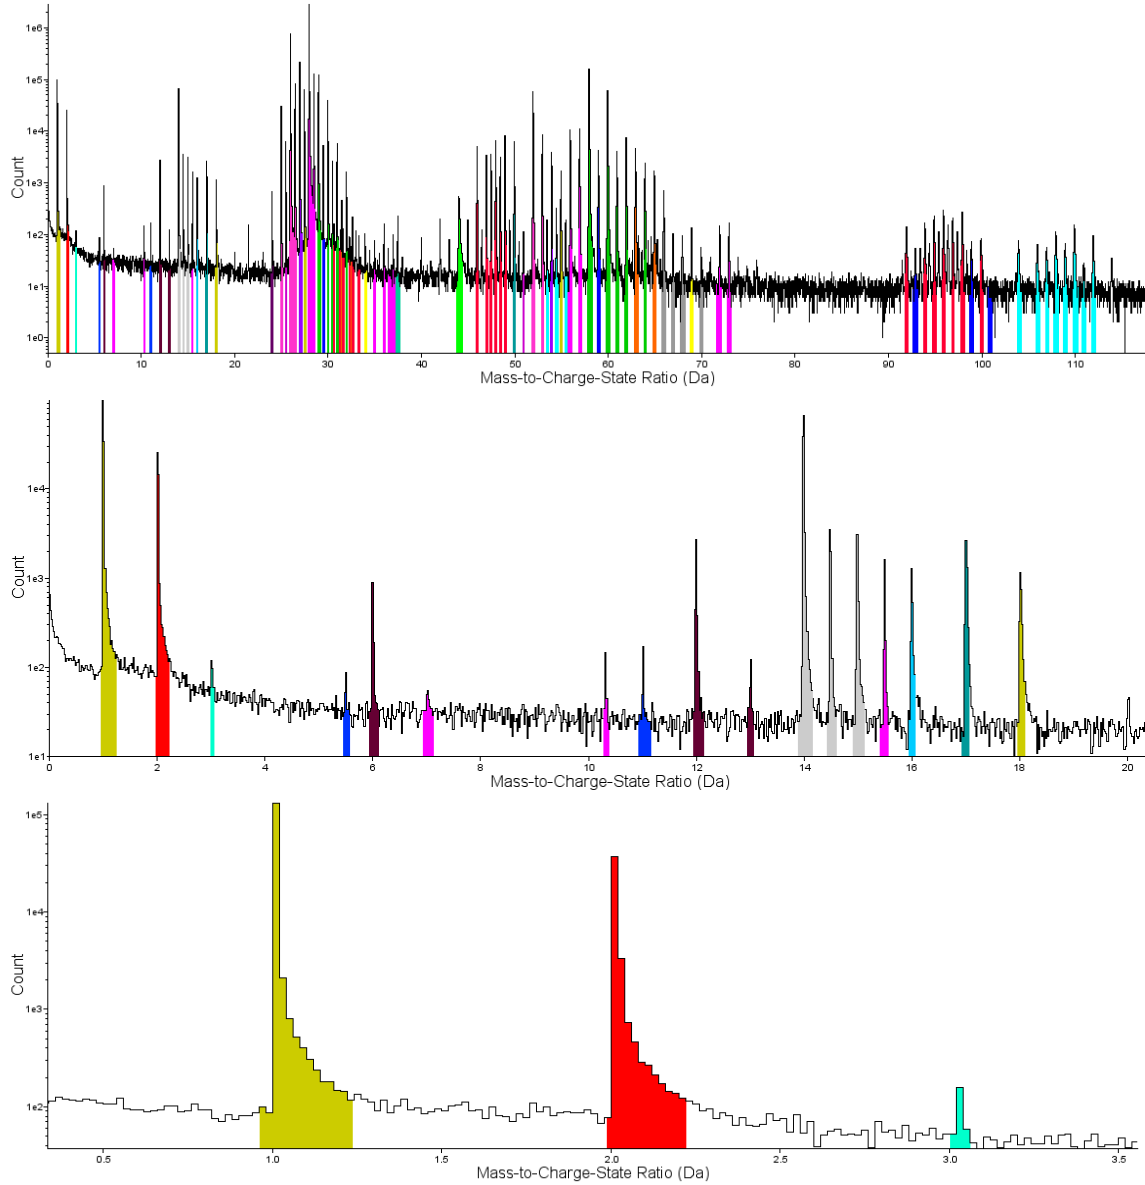 1e6
1e5
1e4
1e3
1e2
1e1
1e0
Count
0 10 20 30 40 50 60 70 80 90 100 110
Mass-to-Charge-State Ratio (Da)
1e4
1e3
1e2
1e1
Count
0 2 4 6 8 10 12 14 16 18 20
Mass-to-Charge-State Ratio (Da)
1e5
1e4
1e3
1e2
Count
0.5 1.0 1.5 2.0 2.5 3.0 3.5
Mass-to-Charge-State Ratio (Da)